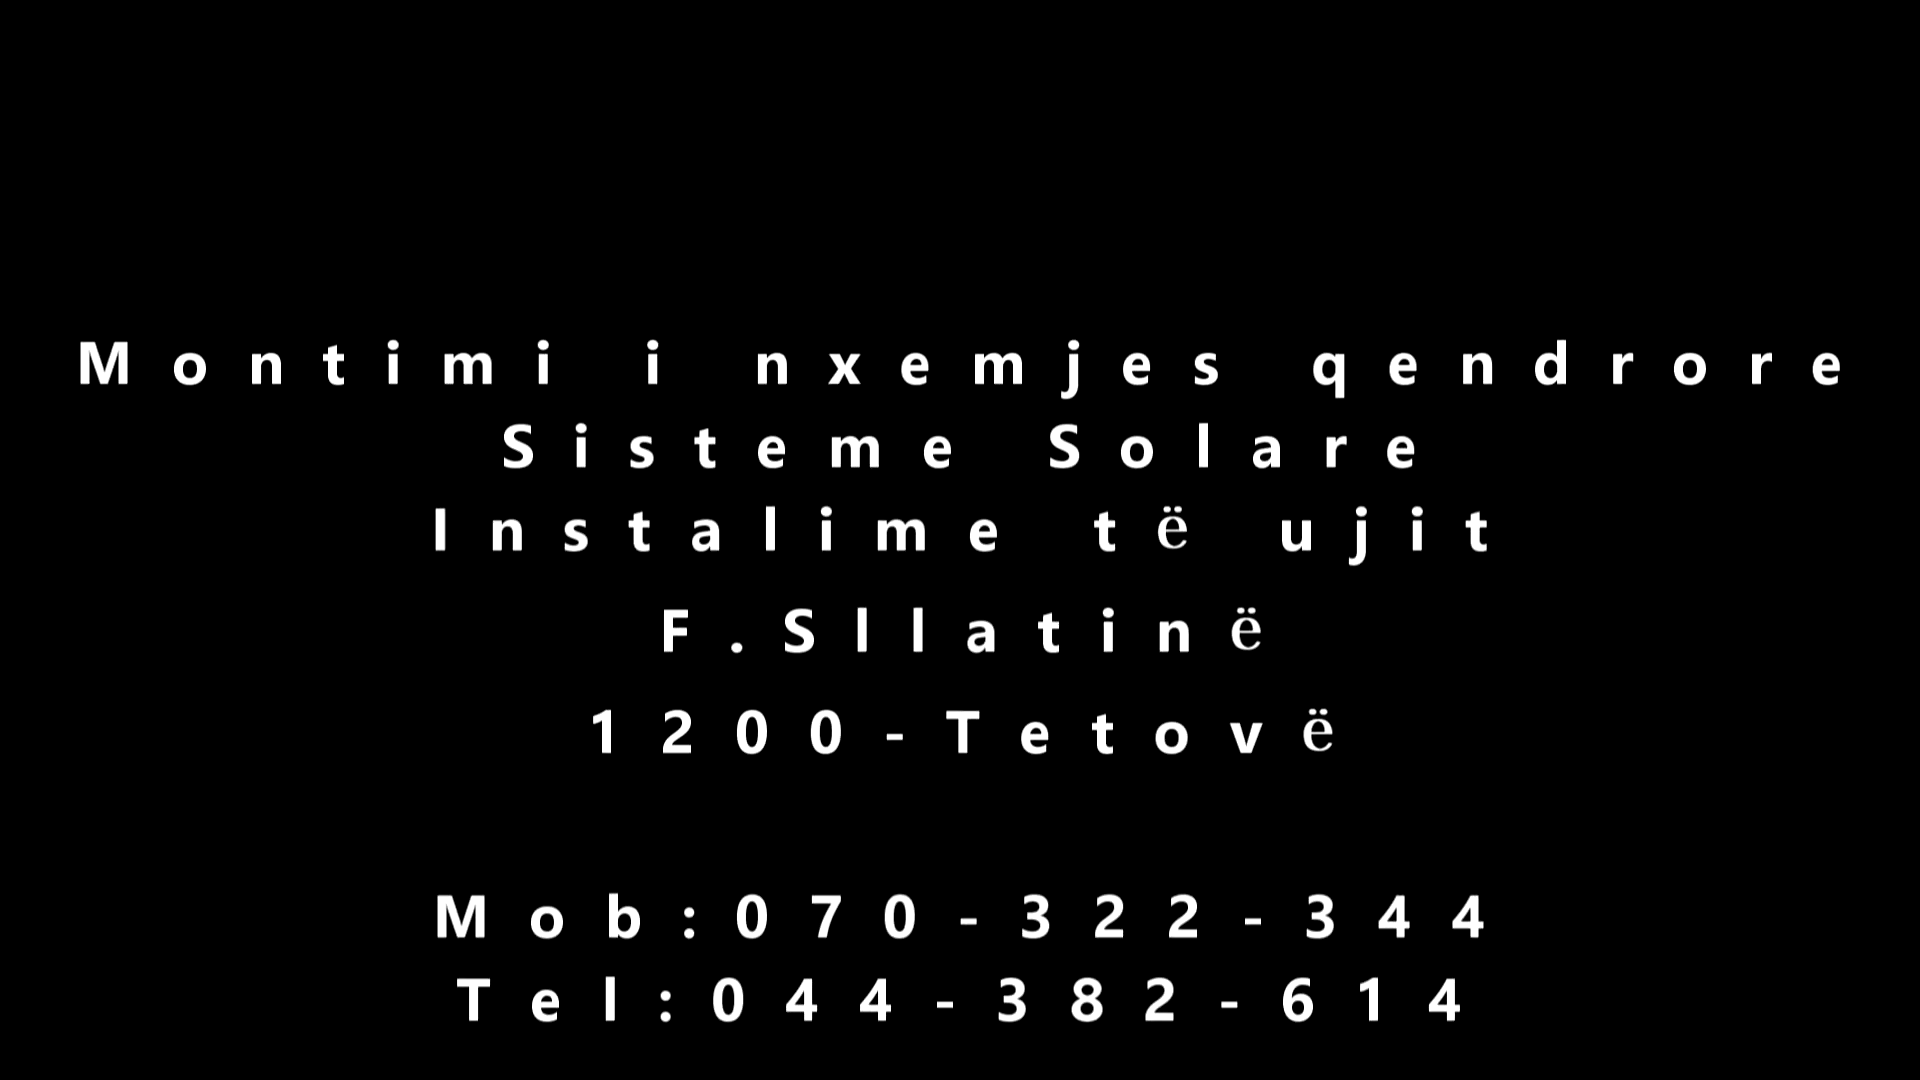 Montimi i nxemjes qendrore
Sisteme Solare
Instalime të ujit
F.Sllatinë
1200-Tetovë
Mob:070-322-344
Tel:044-382-614